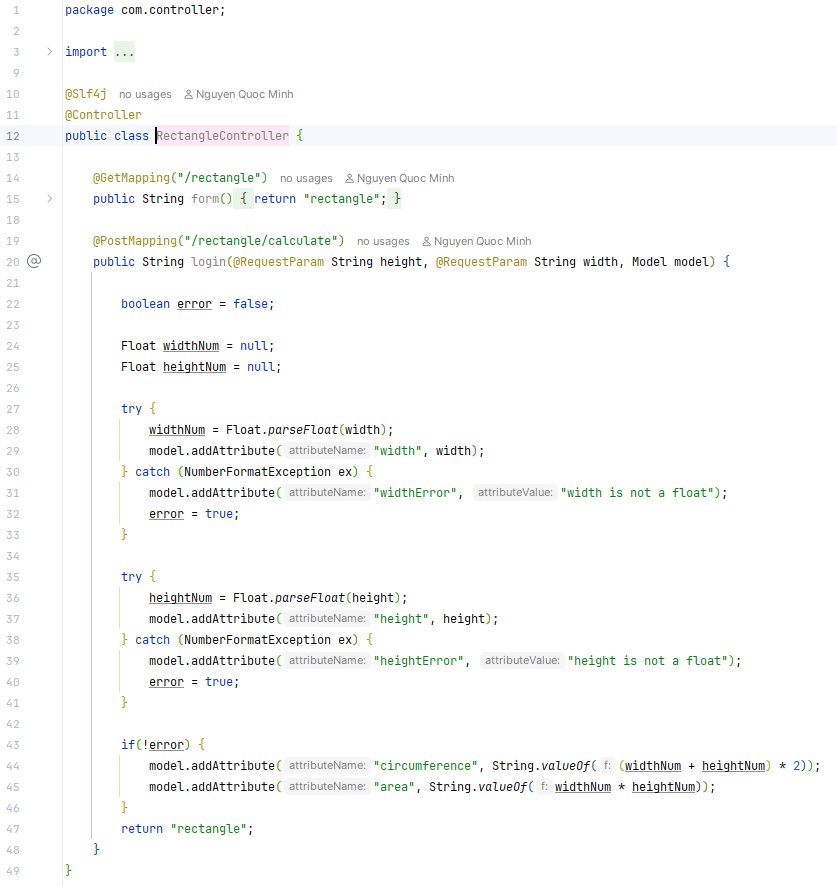 1 package com.controller;
2
3 import ...
9
10 @Slf4j no usages Nguyen Quoc Minh
11 @Controller
12 public class RectangleController {
13
14 @GetMapping("/rectangle") no usages Nguyen Quoc Minh
15 public String form() { return "rectangle"; }
18
19 @PostMapping("/rectangle/calculate") no usages Nguyen Quoc Minh
20 @ public String login(@RequestParam String height, @RequestParam String width, Model model) {
21
22 boolean error = false;
23
24 Float widthNum = null;
25 Float heightNum = null;
26
27 try {
28 widthNum = Float.parseFloat(width);
29 model.addAttribute( attributeName: "width", width);
30 } catch (NumberFormatException ex) {
31 model.addAttribute( attributeName: "widthError", attributeValue: "width is not a float");
32 error = true;
33 }
34
35 try {
36 heightNum = Float.parseFloat(height);
37 model.addAttribute( attributeName: "height", height);
38 } catch (NumberFormatException ex) {
39 model.addAttribute( attributeName: "heightError", attributeValue: "height is not a float");
40 error = true;
41 }
42
43 if(!error) {
44 model.addAttribute( attributeName: "circumference", String.valueOf( f: (widthNum + heightNum) * 2));
45 model.addAttribute( attributeName: "area", String.valueOf( f: widthNum * heightNum));
46 }
47 return "rectangle";
48 }
49 }